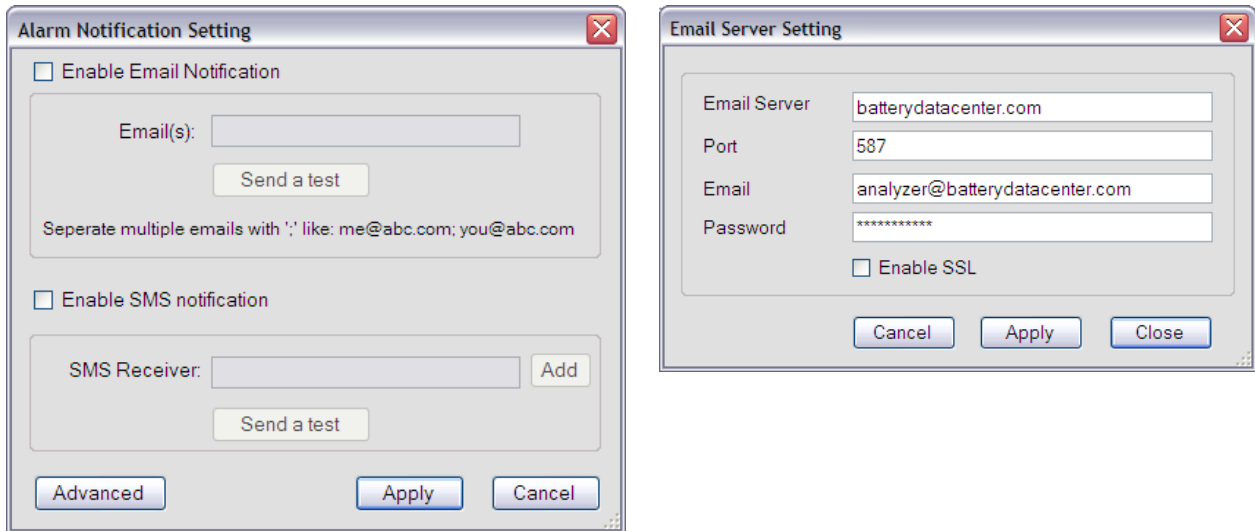 Alarm Notification Setting
Enable Email Notification
Email(s):
Send a test
Seperate multiple emails with ';' like: me@abc.com; you@abc.com
Enable SMS notification
SMS Receiver:
Add
Send a test
Advanced
Apply
Cancel
Email Server Setting
Email Server
batterydatacenter.com
Port
587
Email
analyzer@batterydatacenter.com
Password
***********
Enable SSL
Cancel
Apply
Close